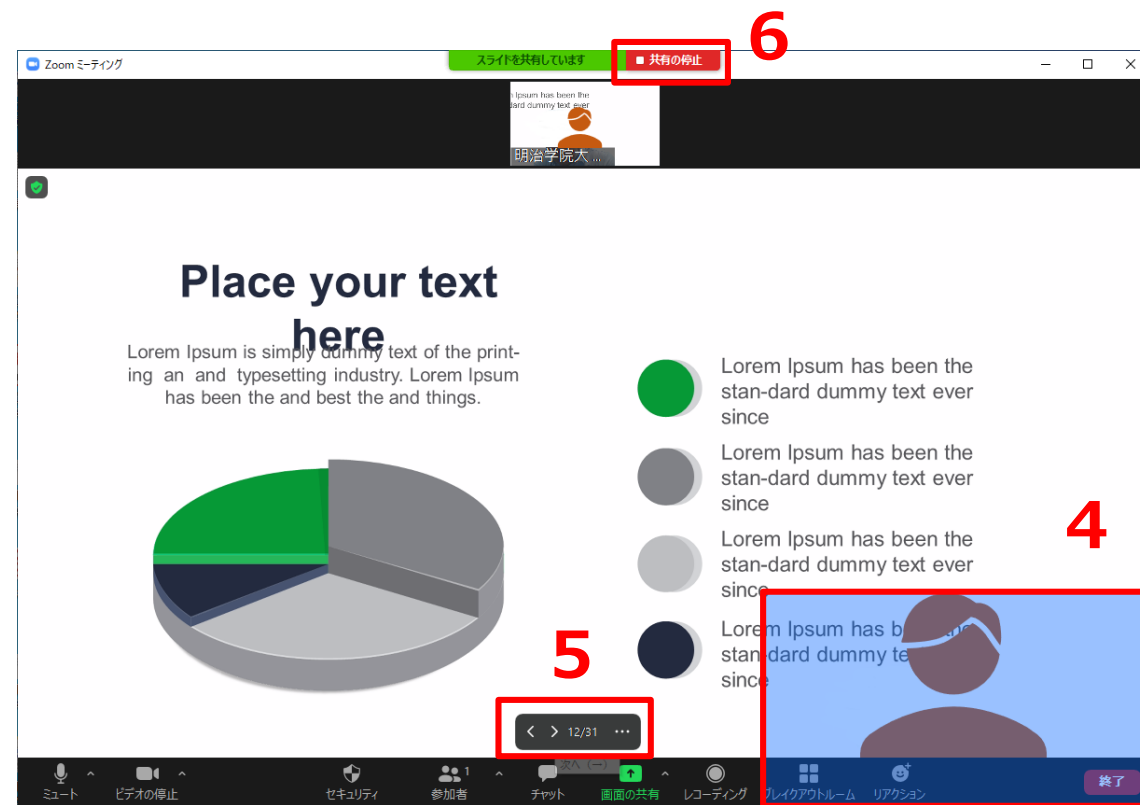 6
Zoom ミーティング
スライドを共有しています
共有の停止
Ipsum has been the
dard dummy text ever
明治学院大 ...
Place your text
here
Lorem Ipsum is simply dummy text of the print-
ing an and typesetting industry. Lorem Ipsum
has been the and best the and things.
Lorem Ipsum has been the
stan-dard dummy text ever
since
Lorem Ipsum has been the
stan-dard dummy text ever
since
Lorem Ipsum has been the
stan-dard dummy text ever
since
4
Lorem Ipsum has b the
stan-dard dummy te
since
5
12/31 ...
次へ (→)
ミュート
ビデオの停止
セキュリティ
1
参加者
チャット
画面の共有
レコーディング
ブレイクアウトルーム
リアクション
終了